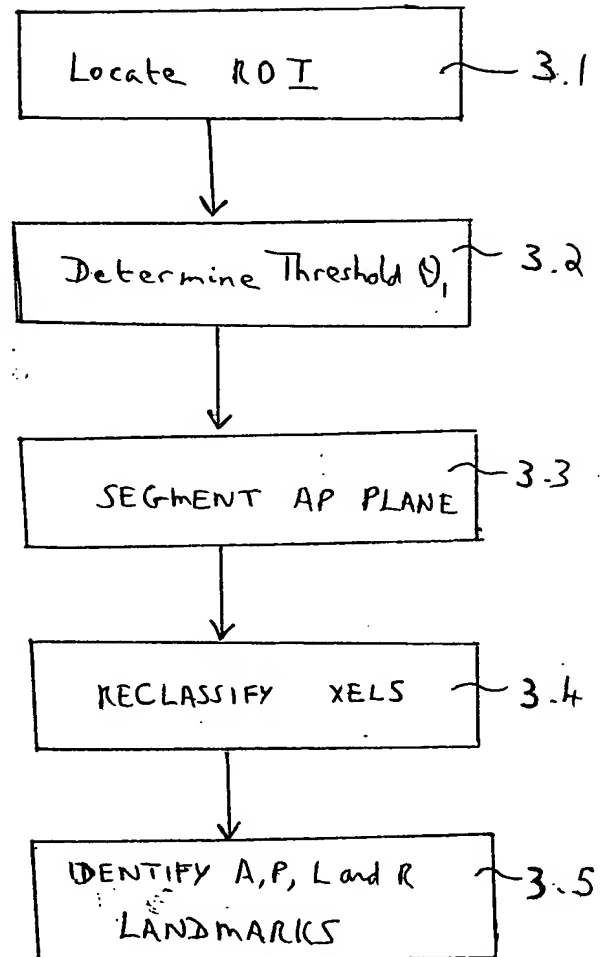 Locate ROI 3.1
Determine Threshold θ₁ 3.2
SEGMENT AP PLANE 3.3
RECLASSIFY XELS 3.4
IDENTIFY A, P, L and R 3.5
LANDMARKS